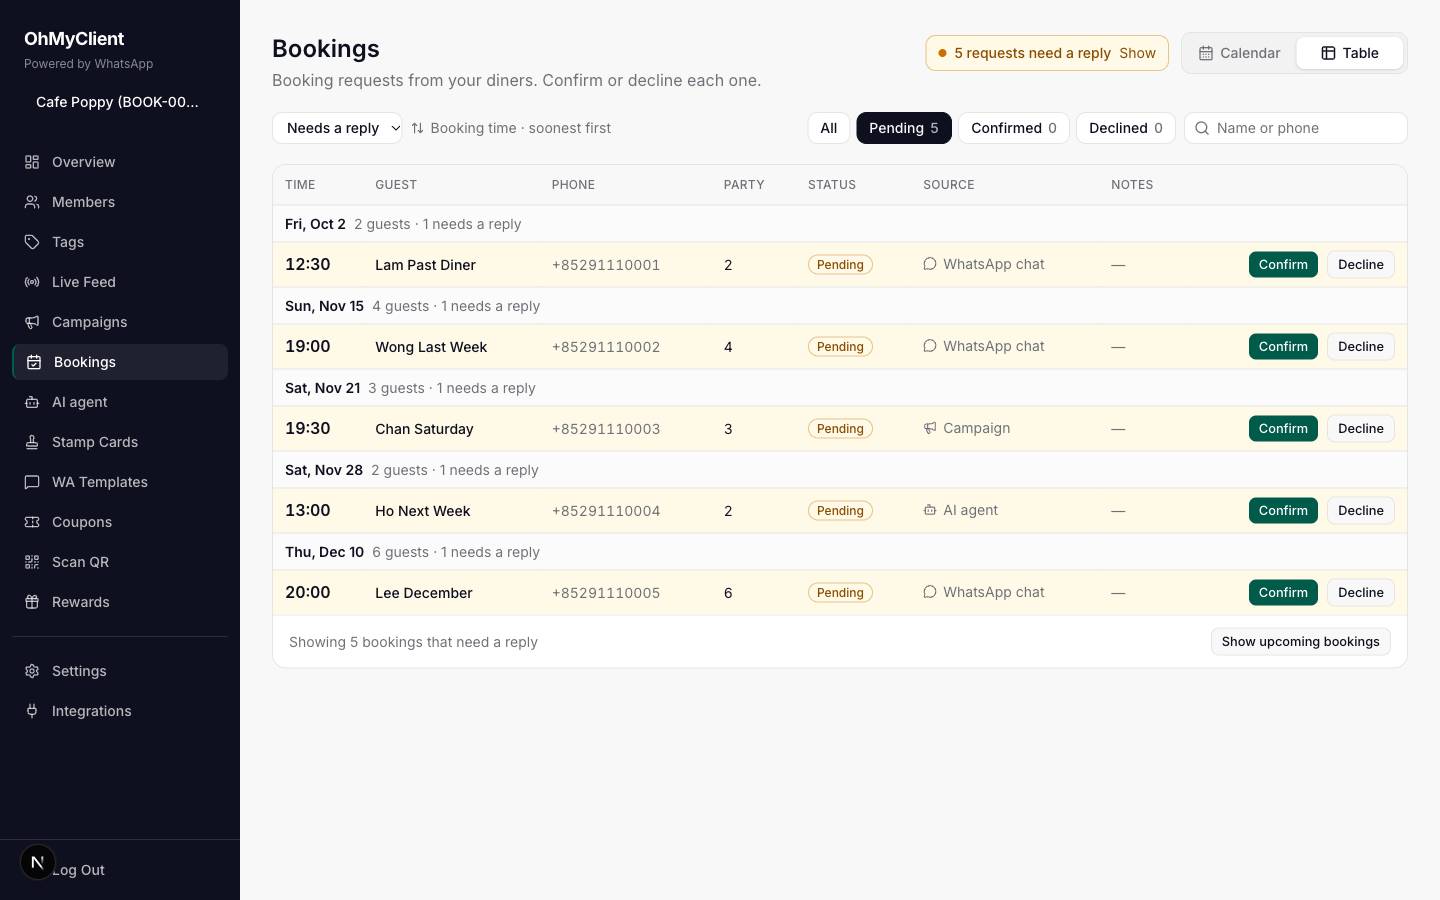 OhMyClient
Powered by WhatsApp
Cafe Poppy (BOOK-00...
Overview
Members
Tags
Live Feed
Campaigns
Bookings
AI agent
Stamp Cards
WA Templates
Coupons
Scan QR
Rewards
Settings
Integrations
N
Log Out
Bookings
Booking requests from your diners. Confirm or decline each one.
5 requests need a reply Show
Calendar Table
Needs a reply Booking time · soonest first All Pending 5 Confirmed 0 Declined 0 Name or phone
TIME GUEST PHONE PARTY STATUS SOURCE NOTES
Fri, Oct 2 2 guests · 1 needs a reply
12:30 Lam Past Diner +85291110001 2 Pending WhatsApp chat — Confirm Decline
Sun, Nov 15 4 guests · 1 needs a reply
19:00 Wong Last Week +85291110002 4 Pending WhatsApp chat — Confirm Decline
Sat, Nov 21 3 guests · 1 needs a reply
19:30 Chan Saturday +85291110003 3 Pending Campaign — Confirm Decline
Sat, Nov 28 2 guests · 1 needs a reply
13:00 Ho Next Week +85291110004 2 Pending AI agent — Confirm Decline
Thu, Dec 10 6 guests · 1 needs a reply
20:00 Lee December +85291110005 6 Pending WhatsApp chat — Confirm Decline
Showing 5 bookings that need a reply Show upcoming bookings